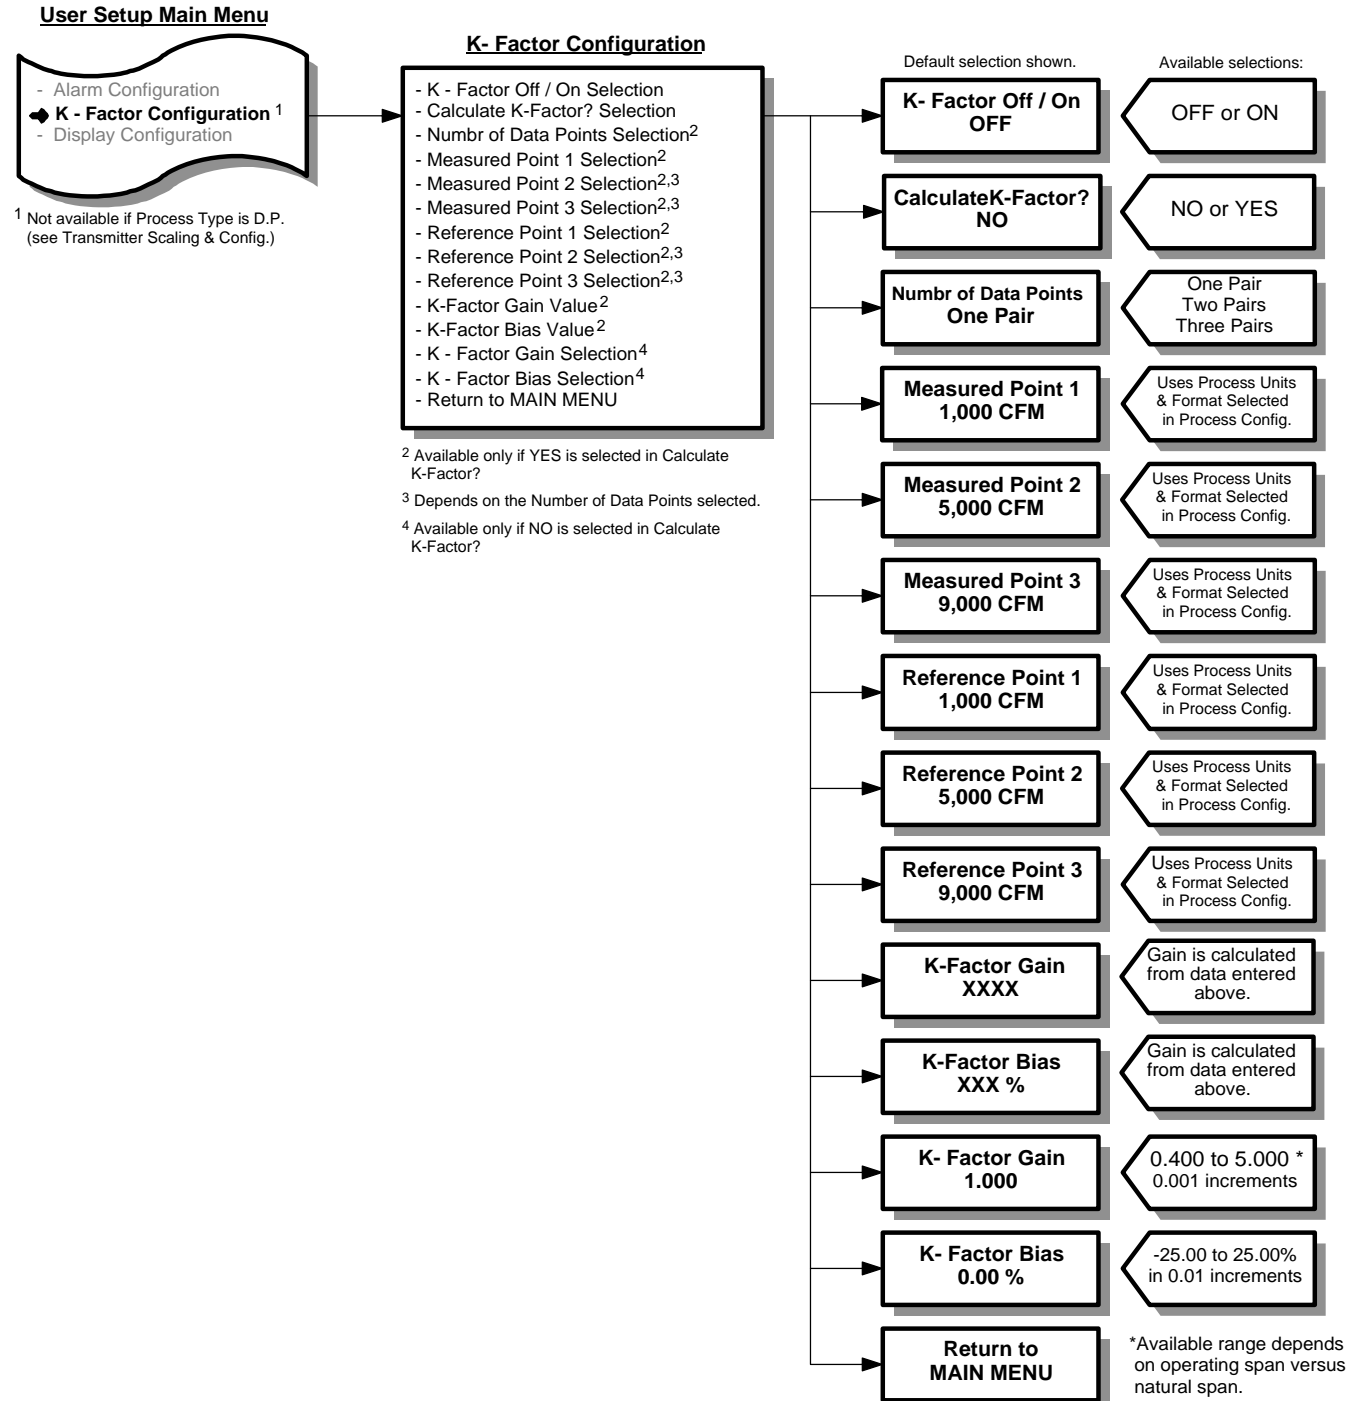 User Setup Main Menu
- Alarm Configuration
K - Factor Configuration 1
- Display Configuration
1 Not available if Process Type is D.P.
(see Transmitter Scaling & Config.)
K- Factor Configuration
- K - Factor Off / On Selection
- Calculate K-Factor? Selection
- Numbr of Data Points Selection2
- Measured Point 1 Selection2
- Measured Point 2 Selection2,3
- Measured Point 3 Selection2,3
- Reference Point 1 Selection2
- Reference Point 2 Selection2,3
- Reference Point 3 Selection2,3
- K-Factor Gain Value2
- K-Factor Bias Value2
- K - Factor Gain Selection4
- K - Factor Bias Selection4
- Return to MAIN MENU
2 Available only if YES is selected in Calculate
K-Factor?
3 Depends on the Number of Data Points selected.
4 Available only if NO is selected in Calculate
K-Factor?
Default selection shown.
Available selections:
K- Factor Off / On
OFF
OFF or ON
CalculateK-Factor?
NO
NO or YES
Numbr of Data Points
One Pair
One Pair
Two Pairs
Three Pairs
Measured Point 1
1,000 CFM
Uses Process Units
& Format Selected
in Process Config.
Measured Point 2
5,000 CFM
Uses Process Units
& Format Selected
in Process Config.
Measured Point 3
9,000 CFM
Uses Process Units
& Format Selected
in Process Config.
Reference Point 1
1,000 CFM
Uses Process Units
& Format Selected
in Process Config.
Reference Point 2
5,000 CFM
Uses Process Units
& Format Selected
in Process Config.
Reference Point 3
9,000 CFM
Uses Process Units
& Format Selected
in Process Config.
K-Factor Gain
XXXX
Gain is calculated
from data entered
above.
K-Factor Bias
XXX %
Gain is calculated
from data entered
above.
K- Factor Gain
1.000
0.400 to 5.000 *
0.001 increments
K- Factor Bias
0.00 %
-25.00 to 25.00%
in 0.01 increments
Return to
MAIN MENU
*Available range depends
on operating span versus
natural span.